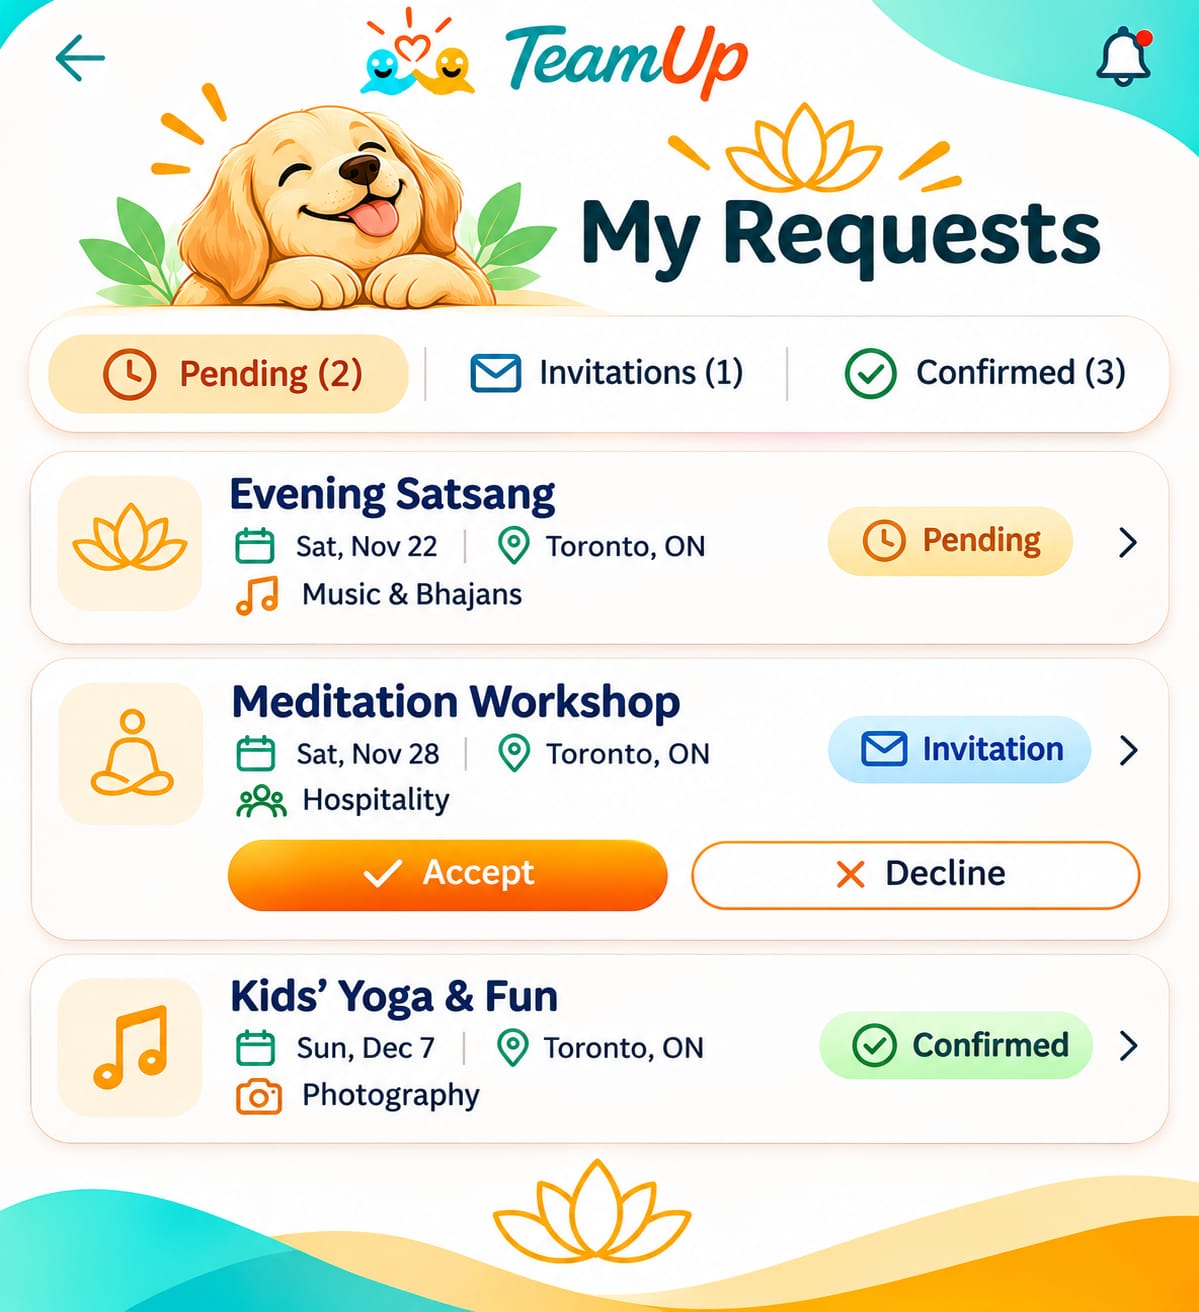 TeamUp
My Requests
Pending (2)
Invitations (1)
Confirmed (3)
Evening Satsang
Sat, Nov 22
Toronto, ON
Pending
Music & Bhajans
Meditation Workshop
Sat, Nov 28
Toronto, ON
Invitation
Hospitality
Accept
Decline
Kids’ Yoga & Fun
Sun, Dec 7
Toronto, ON
Confirmed
Photography